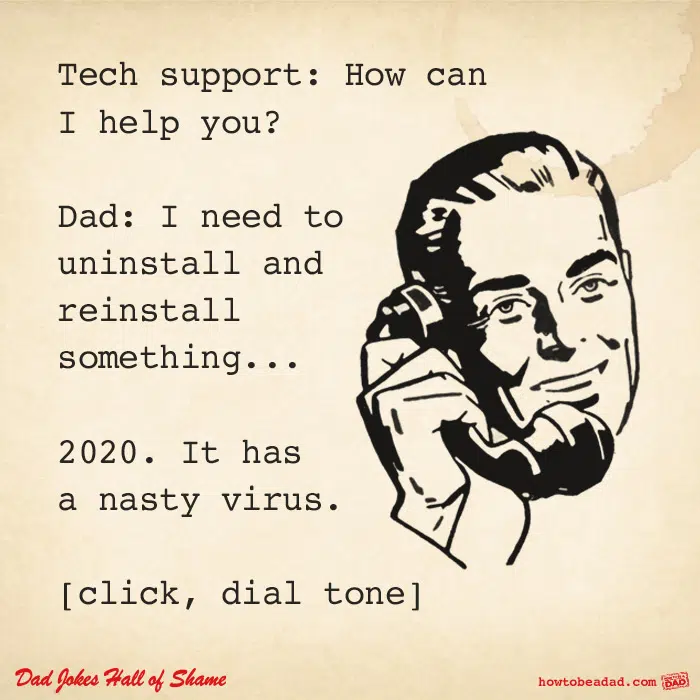 Tech support: How can
I help you?
Dad: I need to
uninstall and
reinstall
something...
2020. It has
a nasty virus.
[click, dial tone]
Dad Jokes Hall of Shame
howtobeadad.com
DAD